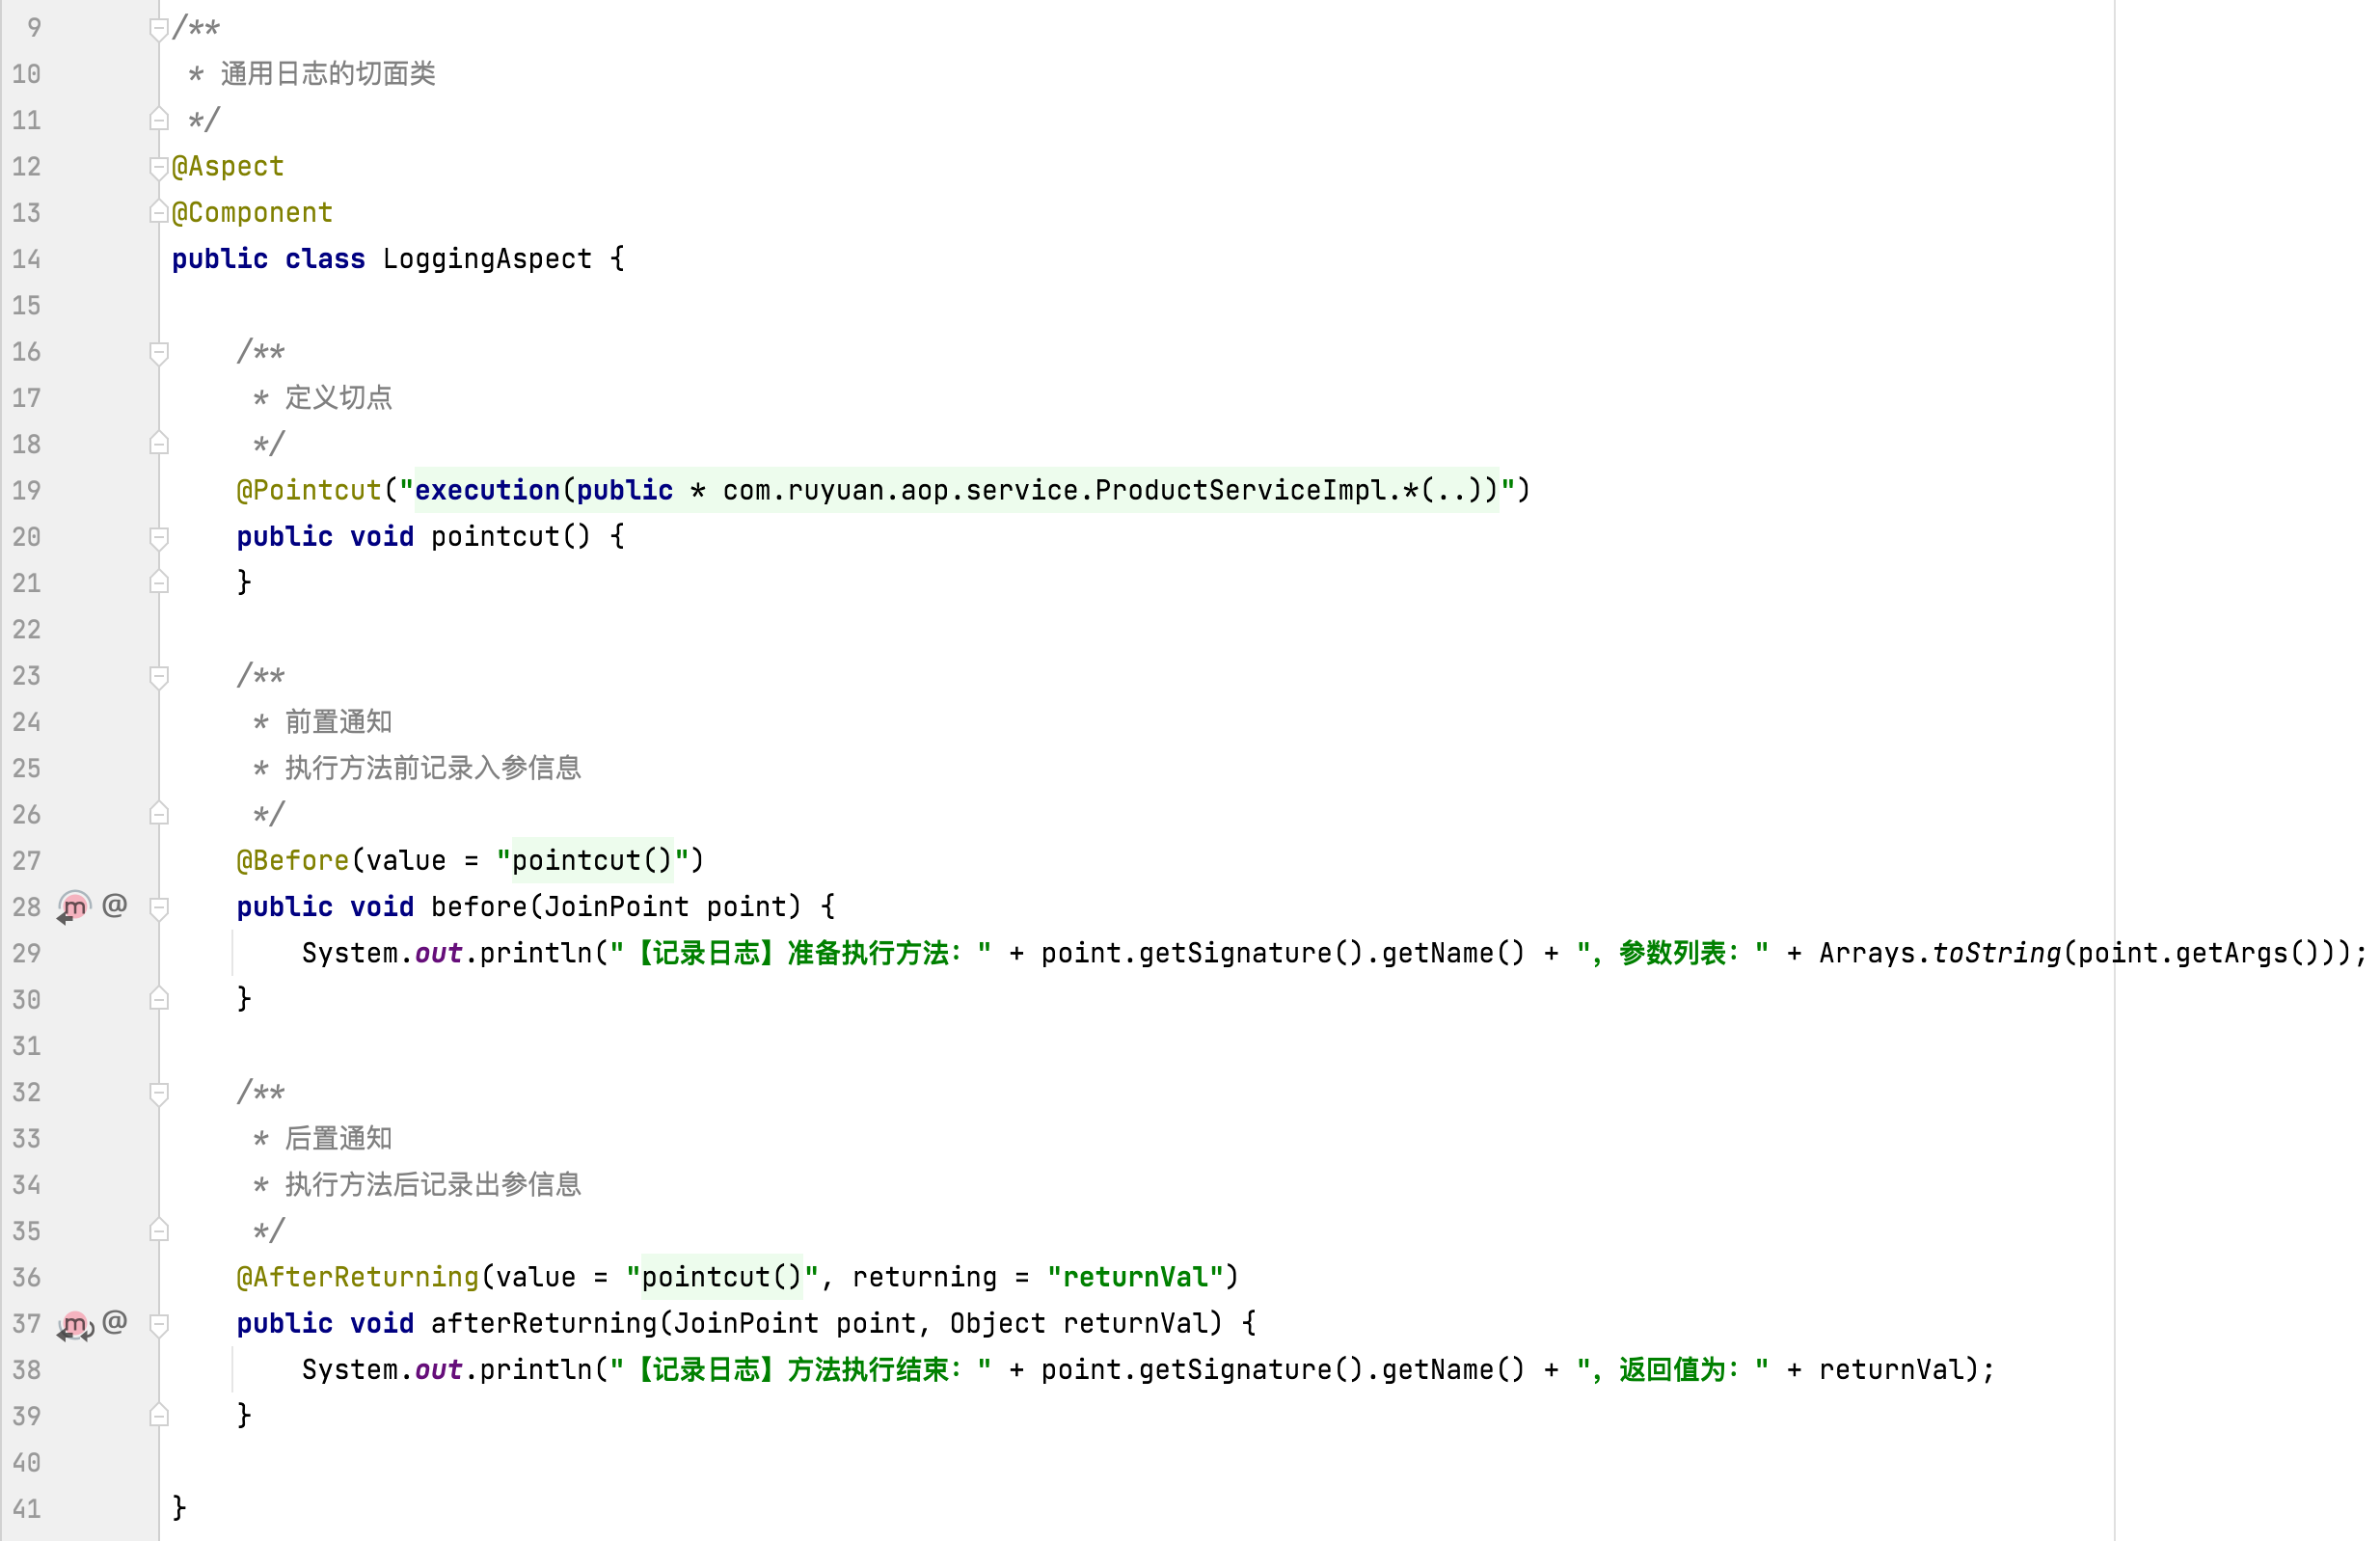 9 /**
10  * 通用日志的切面类
11  */
12 @Aspect
13 @Component
14 public class LoggingAspect {
15
16     /**
17      * 定义切点
18      */
19     @Pointcut("execution(public * com.ruyuan.aop.service.ProductServiceImpl.*(..))")
20     public void pointcut() {
21     }
22
23     /**
24      * 前置通知
25      * 执行方法前记录入参信息
26      */
27     @Before(value = "pointcut()")
28 m @     public void before(JoinPoint point) {
29         System.out.println("【记录日志】准备执行方法：" + point.getSignature().getName() + "，参数列表：" + Arrays.toString(point.getArgs()));
30     }
31
32     /**
33      * 后置通知
34      * 执行方法后记录出参信息
35      */
36     @AfterReturning(value = "pointcut()", returning = "returnVal")
37 m @     public void afterReturning(JoinPoint point, Object returnVal) {
38         System.out.println("【记录日志】方法执行结束：" + point.getSignature().getName() + "，返回值为：" + returnVal);
39     }
40
41 }